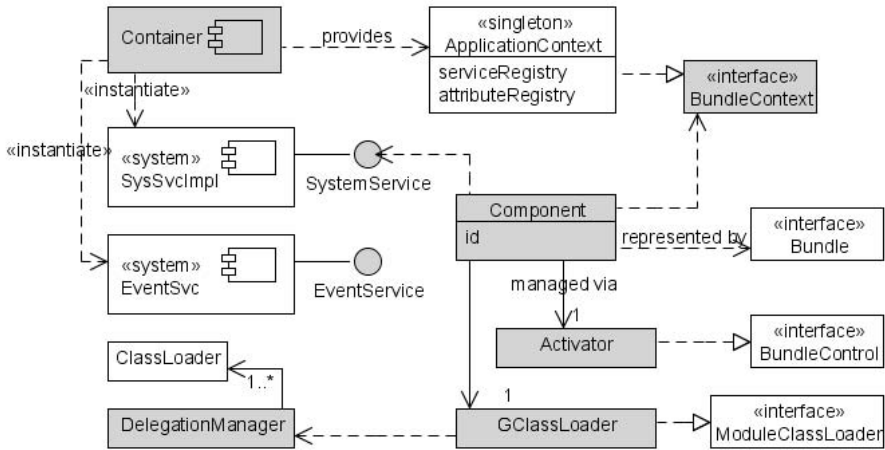 Container
provides
«singleton»
ApplicationContext
serviceRegistry
attributeRegistry
«interface»
BundleContext
«instantiate»
«instantiate»
«system»
SysSvcImpl
SystemService
Component
id
represented by
«interface»
Bundle
«system»
EventSvc
EventService
managed via
1
Activator
«interface»
BundleControl
ClassLoader
1..*
DelegationManager
1
GClassLoader
«interface»
ModuleClassLoader